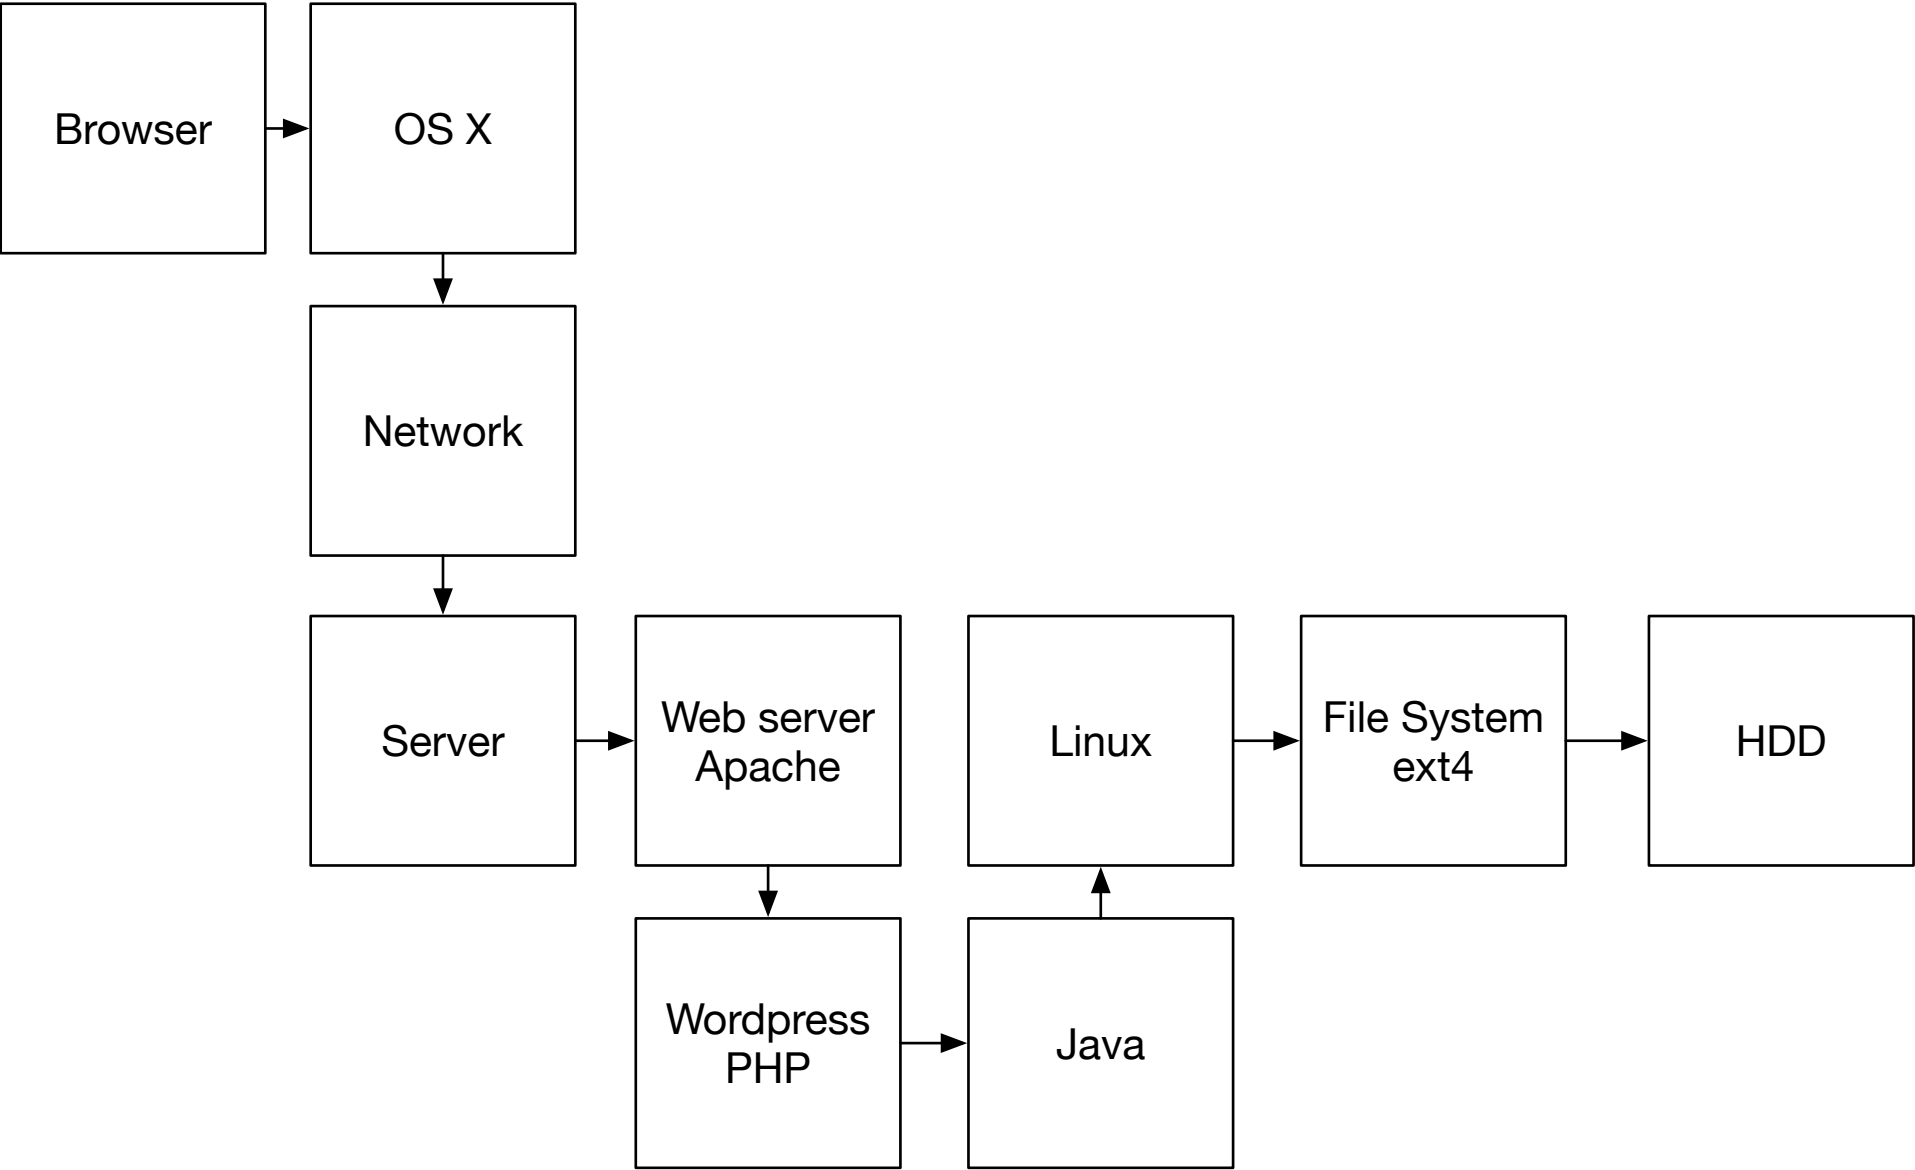 Browser
OS X
Network
Server
Web server
Apache
Linux
File System
ext4
HDD
Wordpress
PHP
Java